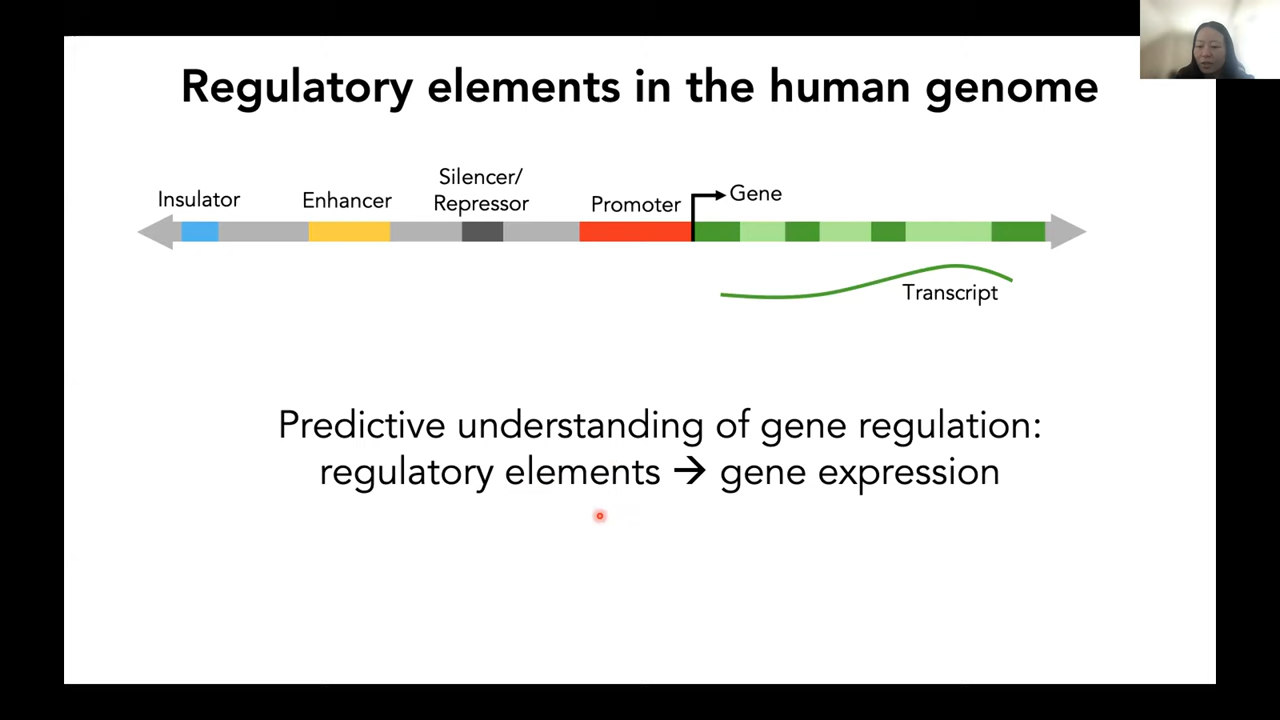 Regulatory elements in the human genome
Insulator
Enhancer
Silencer/
Repressor
Promoter
Gene
Transcript
Predictive understanding of gene regulation:
regulatory elements → gene expression